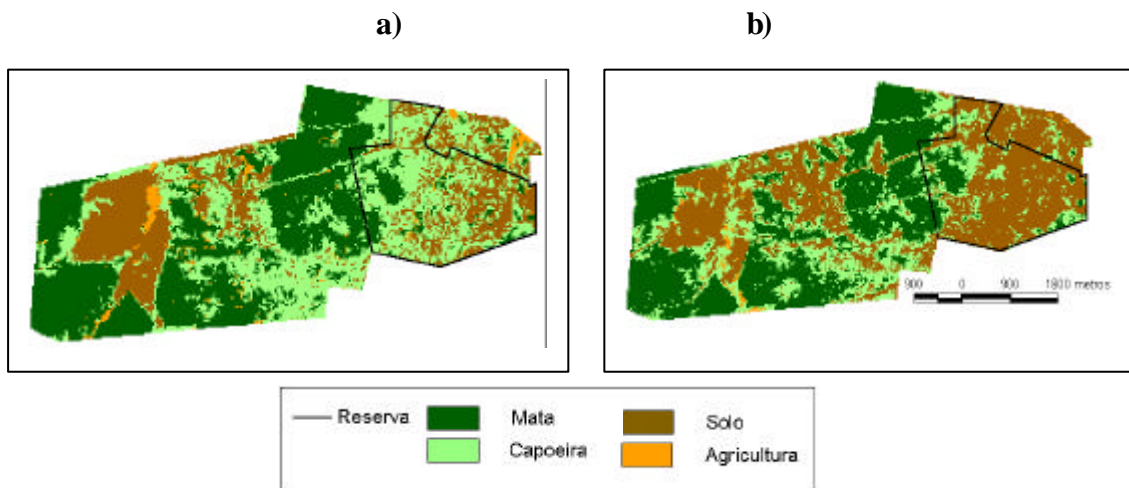 a) b)
900 0 900 1800 metros
Reserva Mata Solo
Capoeira Agricultura